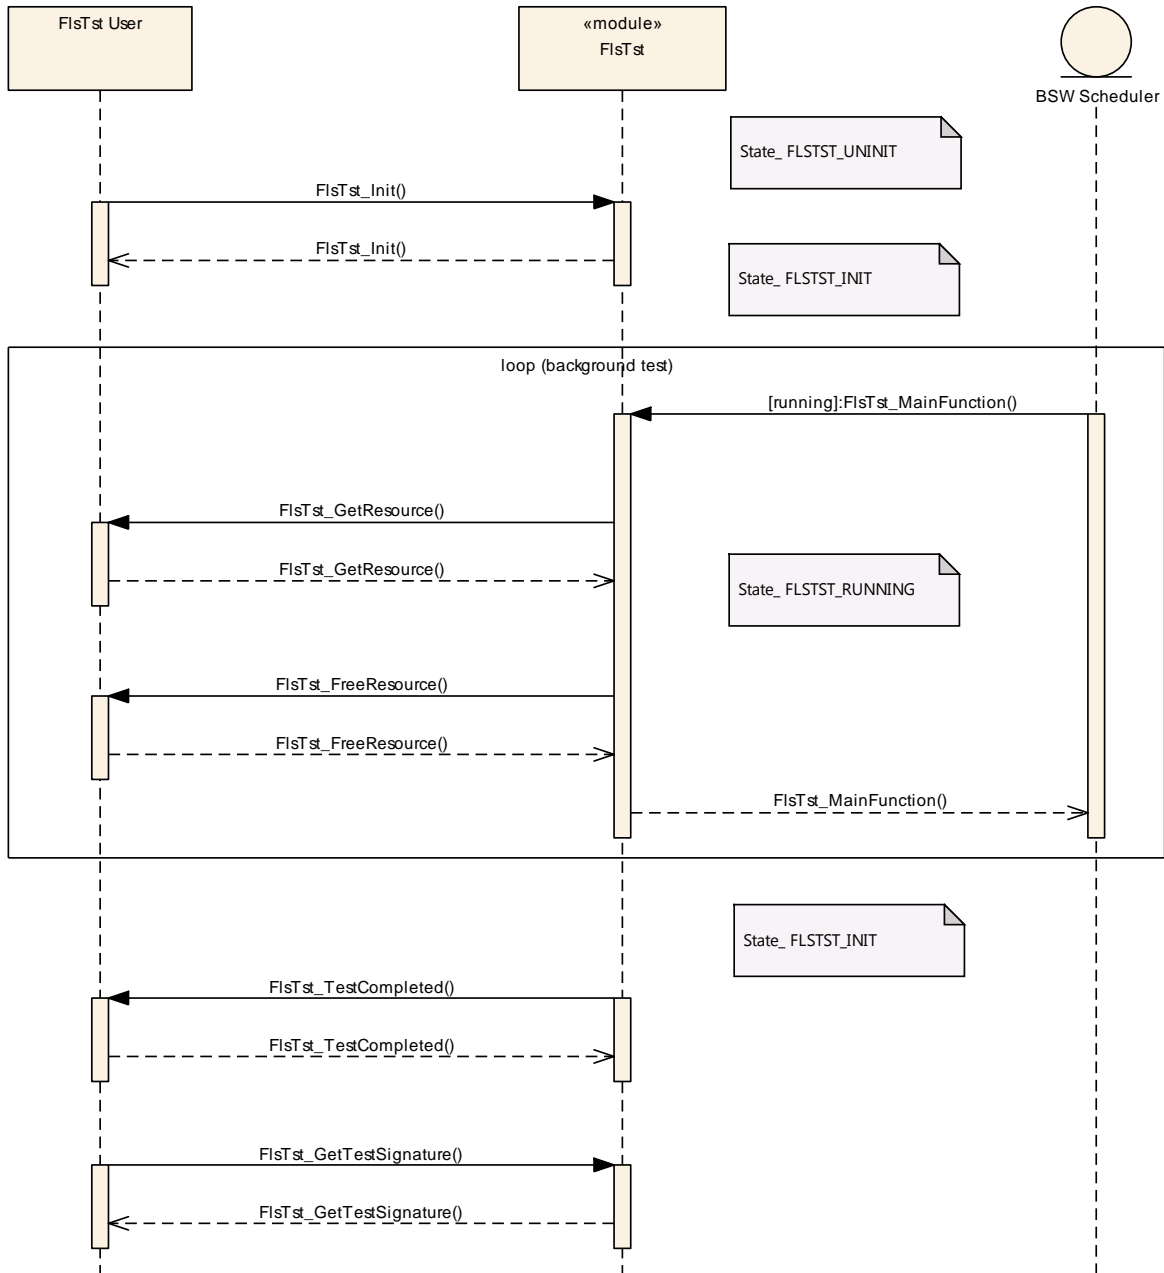 FlsTst User
«module»
FlsTst
BSW Scheduler
State_ FLSTST_UNINIT
FlsTst_Init()
FlsTst_Init()
State_ FLSTST_INIT
loop (background test)
[running]:FlsTst_MainFunction()
FlsTst_GetResource()
FlsTst_GetResource()
State_ FLSTST_RUNNING
FlsTst_FreeResource()
FlsTst_FreeResource()
FlsTst_MainFunction()
State_ FLSTST_INIT
FlsTst_TestCompleted()
FlsTst_TestCompleted()
FlsTst_GetTestSignature()
FlsTst_GetTestSignature()